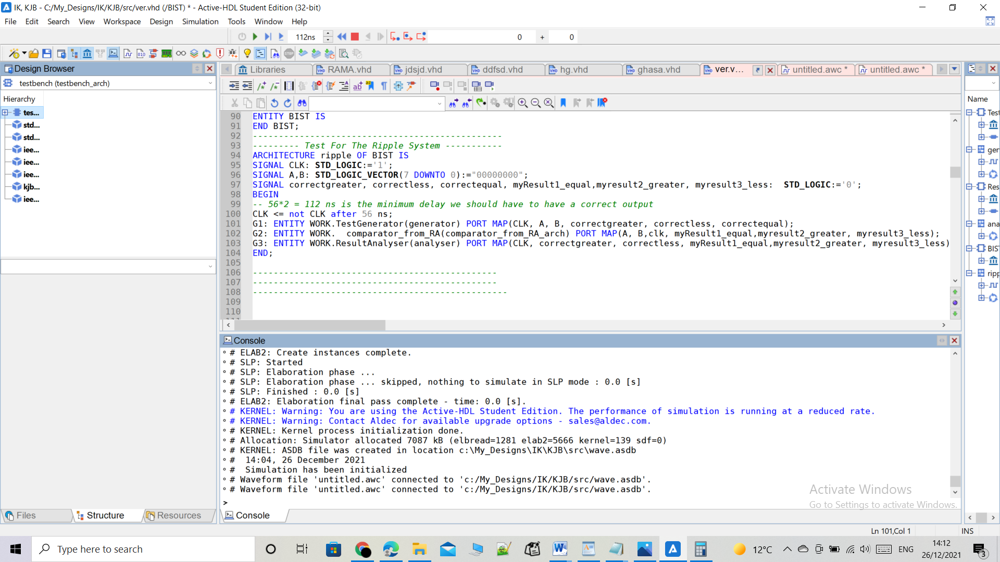 IK, KJB - C:/My_Designs/IK/KJB/src/ver.vhd (/BIST) * - Active-HDL Student Edition (32-bit)
File Edit Search View Workspace Design Simulation Tools Window Help
112ns 0 + 0
Design Browser
Libraries RAMA.vhd jdsjd.vhd ddfsd.vhd hg.vhd ghasa.vhd ver.v... untitled.awc * untitled.awc *
testbench (testbench_arch)
Hierarchy
tes...
std...
std...
iee...
iee...
iee...
kjb...
iee...
90 ENTITY BIST IS
91 END BIST;
92 ------------------------------------------------
93 --------- Test For The Ripple System -----------
94 ARCHITECTURE ripple OF BIST IS
95 SIGNAL CLK: STD_LOGIC:='1';
96 SIGNAL A,B: STD_LOGIC_VECTOR(7 DOWNTO 0):="00000000";
97 SIGNAL correctgreater, correctless, correctequal, myResult1_equal,myresult2_greater, myresult3_less:  STD_LOGIC:='0';
98 BEGIN
99 -- 56*2 = 112 ns is the minimum delay we should have to have a correct output
100 CLK <= not CLK after 56 ns;
101 G1: ENTITY WORK.TestGenerator(generator) PORT MAP(CLK, A, B, correctgreater, correctless, correctequal);
102 G2: ENTITY WORK.  comparator_from_RA(comparator_from_RA_arch) PORT MAP(A, B,clk, myResult1_equal,myresult2_greater, myresult3_less);
103 G3: ENTITY WORK.ResultAnalyser(analyser) PORT MAP(CLK, correctgreater, correctless, myResult1_equal,myresult2_greater, myresult3_less)
104 END;
105
106 -----------------------------------------------
107 -----------------------------------------------
108 -------------------------------------------------
109
110
Name
Test
ger
Res
ana
BIS
ripp
Console
# ELAB2: Create instances complete.
# SLP: Started
# SLP: Elaboration phase ...
# SLP: Elaboration phase ... skipped, nothing to simulate in SLP mode : 0.0 [s]
# SLP: Finished : 0.0 [s]
# ELAB2: Elaboration final pass complete - time: 0.0 [s].
# KERNEL: Warning: You are using the Active-HDL Student Edition. The performance of simulation is running at a reduced rate.
# KERNEL: Warning: Contact Aldec for available upgrade options - sales@aldec.com.
# KERNEL: Kernel process initialization done.
# Allocation: Simulator allocated 7087 kB (elbread=1281 elab2=5666 kernel=139 sdf=0)
# KERNEL: ASDB file was created in location c:\My_Designs\IK\KJB\src\wave.asdb
#  14:04, 26 December 2021
#  Simulation has been initialized
# Waveform file 'untitled.awc' connected to 'c:/My_Designs/IK/KJB/src/wave.asdb'.
# Waveform file 'untitled.awc' connected to 'c:/My_Designs/IK/KJB/src/wave.asdb'.
>
Activate Windows
Go to Settings to activate Windows.
Files Structure Resources
Console
Ln 101,Col 1 INS
Type here to search
12°C ENG
14:12
26/12/2021
3